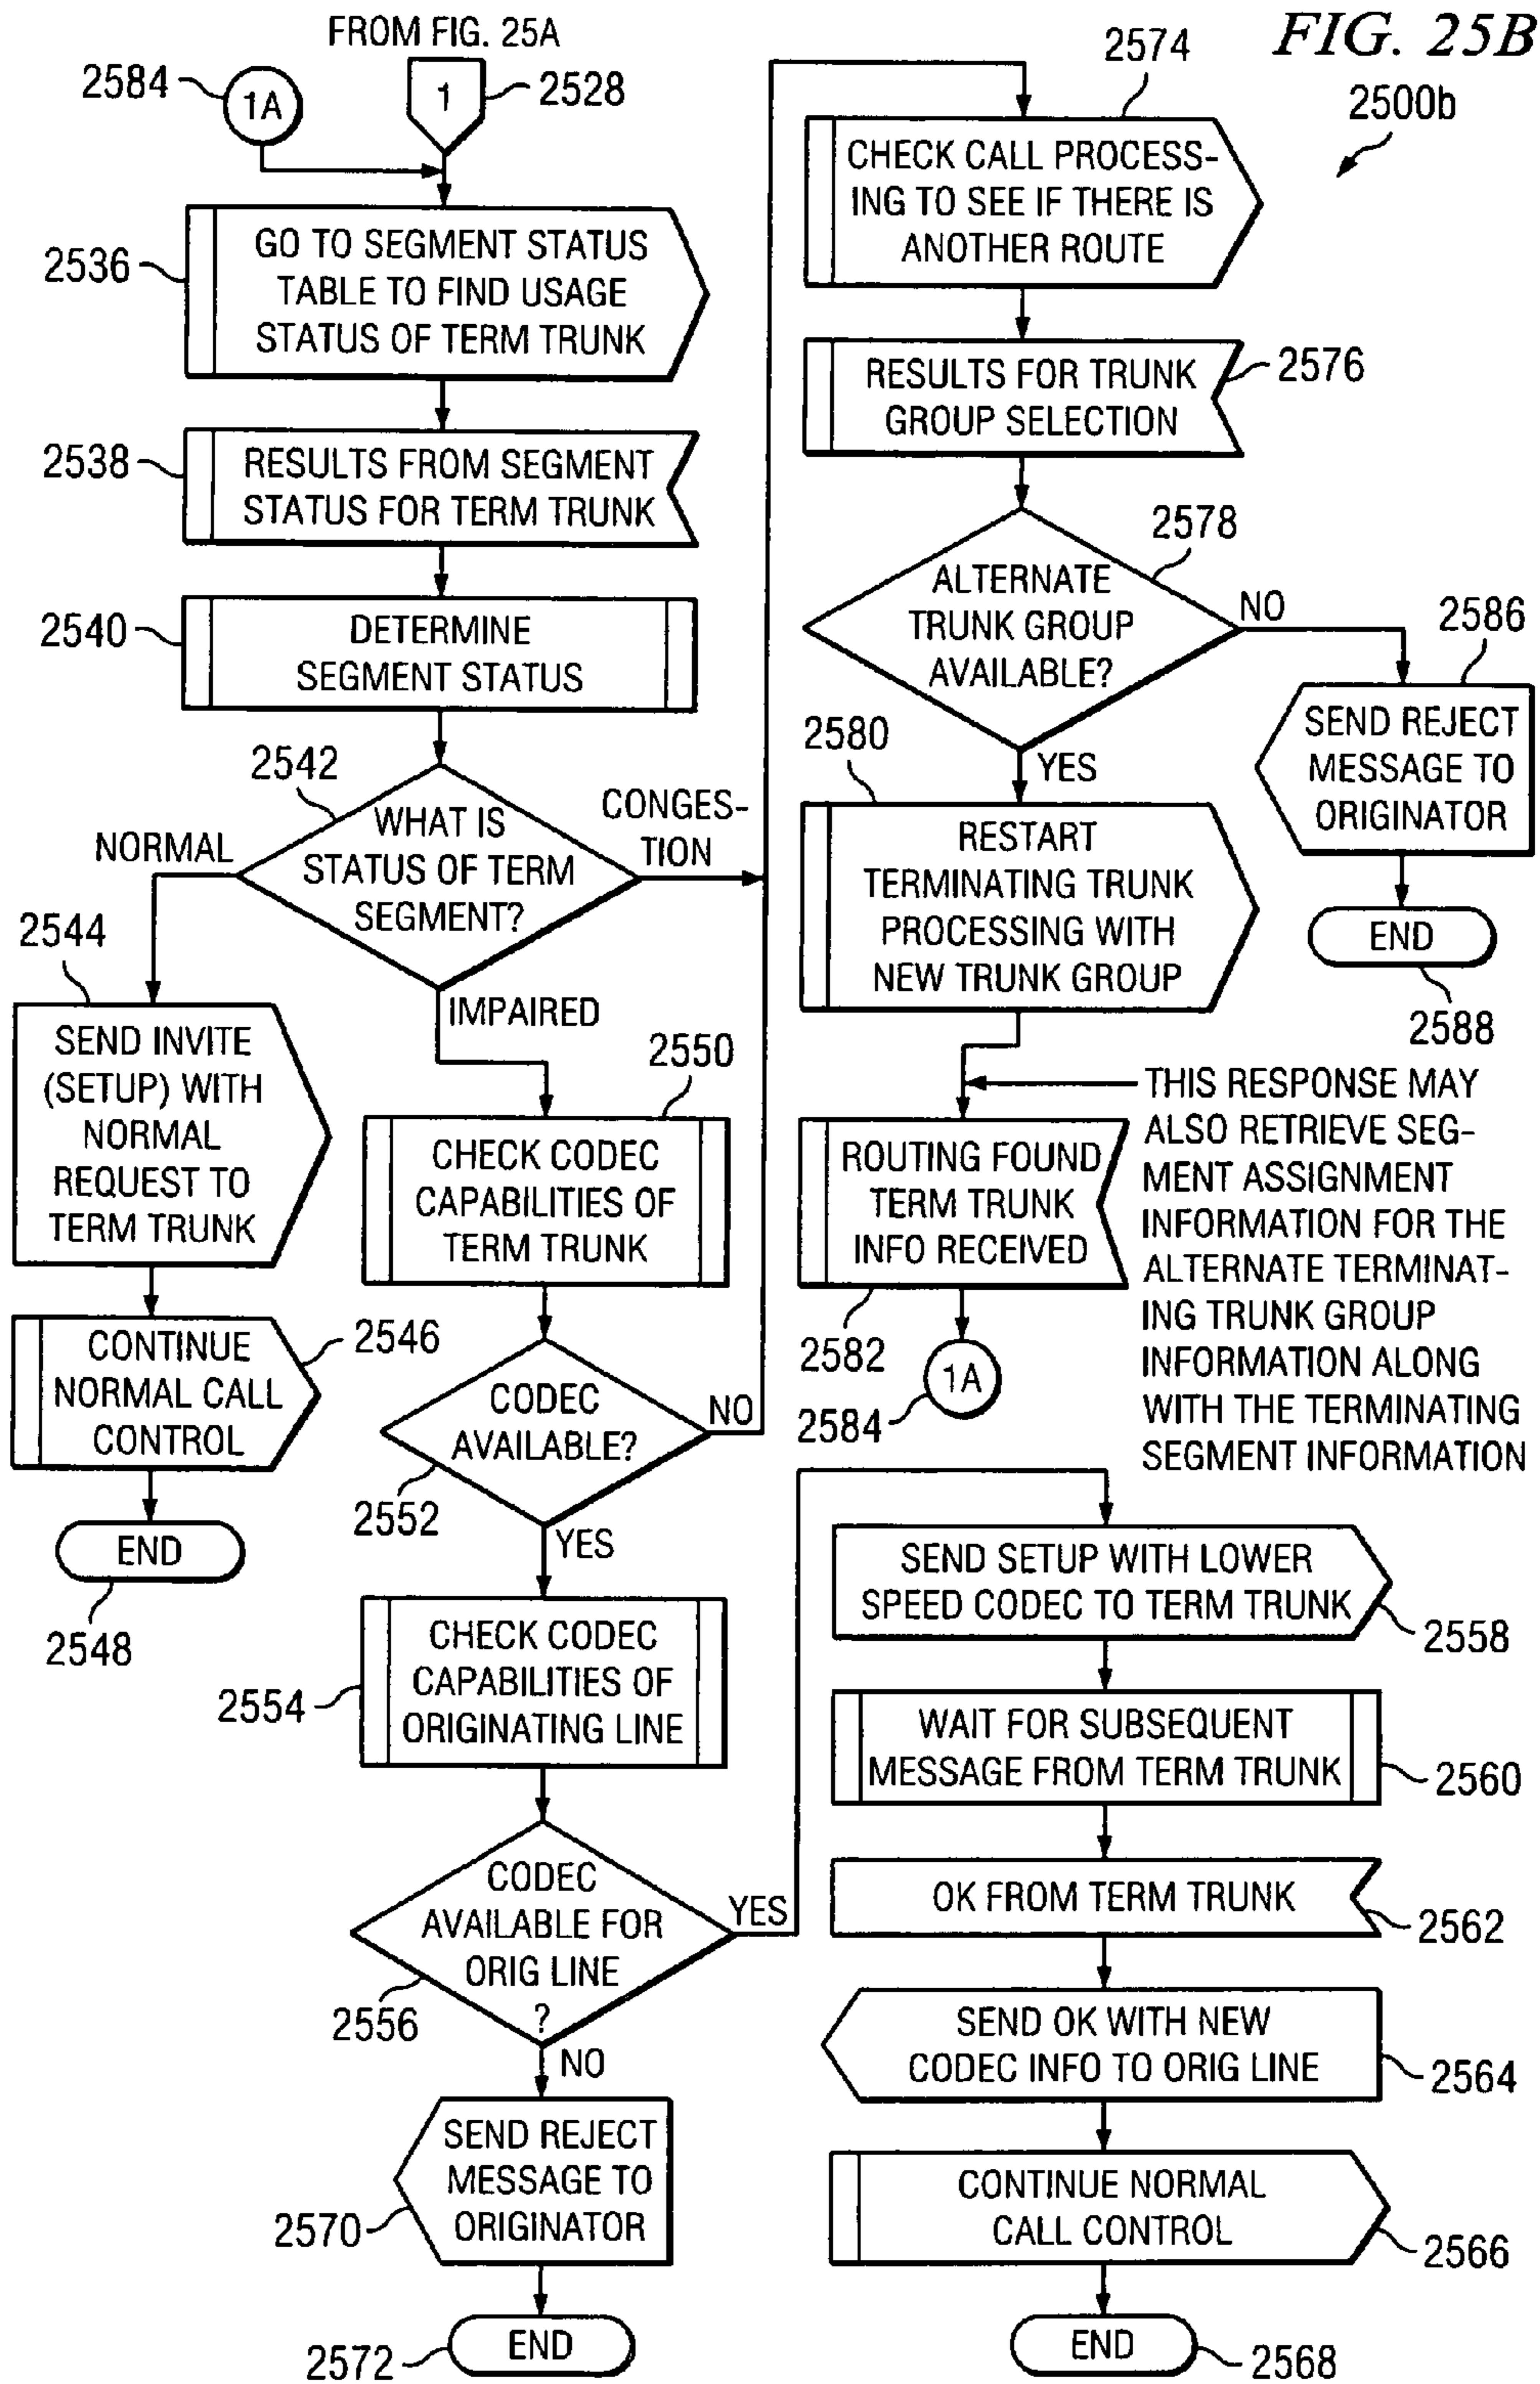 FIG. 25B
2500b
FROM FIG. 25A
2584
1A
1
2528
2536
GO TO SEGMENT STATUS
TABLE TO FIND USAGE
STATUS OF TERM TRUNK
2538
RESULTS FROM SEGMENT
STATUS FOR TERM TRUNK
2540
DETERMINE
SEGMENT STATUS
2542
WHAT IS
STATUS OF TERM
SEGMENT?
NORMAL
CONGES-
TION
IMPAIRED
2544
SEND INVITE
(SETUP) WITH
NORMAL
REQUEST TO
TERM TRUNK
2546
CONTINUE
NORMAL CALL
CONTROL
END
2548
2550
CHECK CODEC
CAPABILITIES OF
TERM TRUNK
CODEC
AVAILABLE?
NO
2552
YES
CHECK CODEC
CAPABILITIES OF
ORIGINATING LINE
2554
CODEC
AVAILABLE FOR
ORIG LINE
?
YES
2556
NO
SEND REJECT
MESSAGE TO
ORIGINATOR
2570
END
2572
2574
CHECK CALL PROCESS-
ING TO SEE IF THERE IS
ANOTHER ROUTE
RESULTS FOR TRUNK
GROUP SELECTION
2576
2578
ALTERNATE
TRUNK GROUP
AVAILABLE?
NO
2586
SEND REJECT
MESSAGE TO
ORIGINATOR
END
2588
YES
2580
RESTART
TERMINATING TRUNK
PROCESSING WITH
NEW TRUNK GROUP
THIS RESPONSE MAY
ALSO RETRIEVE SEG-
MENT ASSIGNMENT
INFORMATION FOR THE
ALTERNATE TERMINAT-
ING TRUNK GROUP
INFORMATION ALONG
WITH THE TERMINATING
SEGMENT INFORMATION
ROUTING FOUND
TERM TRUNK
INFO RECEIVED
2582
1A
2584
SEND SETUP WITH LOWER
SPEED CODEC TO TERM TRUNK
2558
WAIT FOR SUBSEQUENT
MESSAGE FROM TERM TRUNK
2560
OK FROM TERM TRUNK
2562
SEND OK WITH NEW
CODEC INFO TO ORIG LINE
2564
CONTINUE NORMAL
CALL CONTROL
2566
END
2568